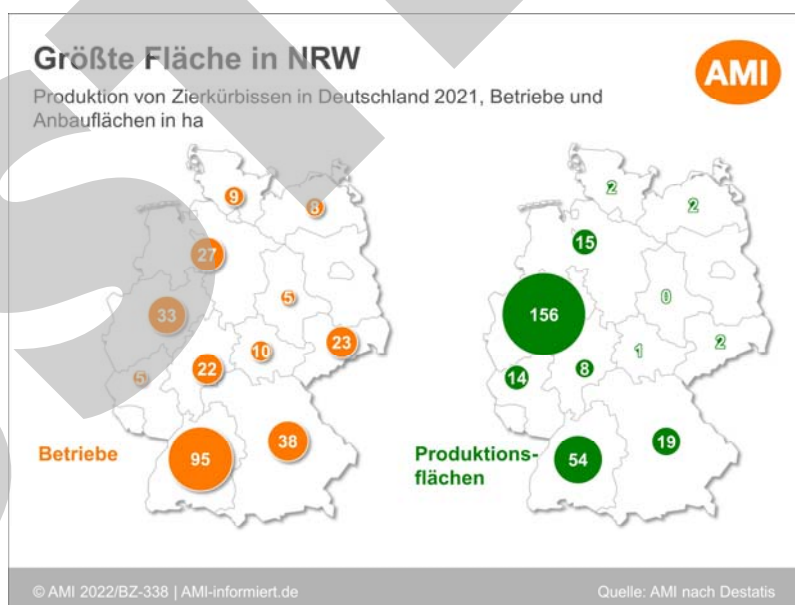 Größte Fläche in NRW
AMI
Produktion von Zierkürbissen in Deutschland 2021, Betriebe und
Anbauflächen in ha
9
8
27
5
33
10
23
22
5
38
95
Betriebe
2
2
15
0
156
1
2
8
14
19
54
Produktions-
flächen
© AMI 2022/BZ-338 | AMI-informiert.de
Quelle: AMI nach Destatis